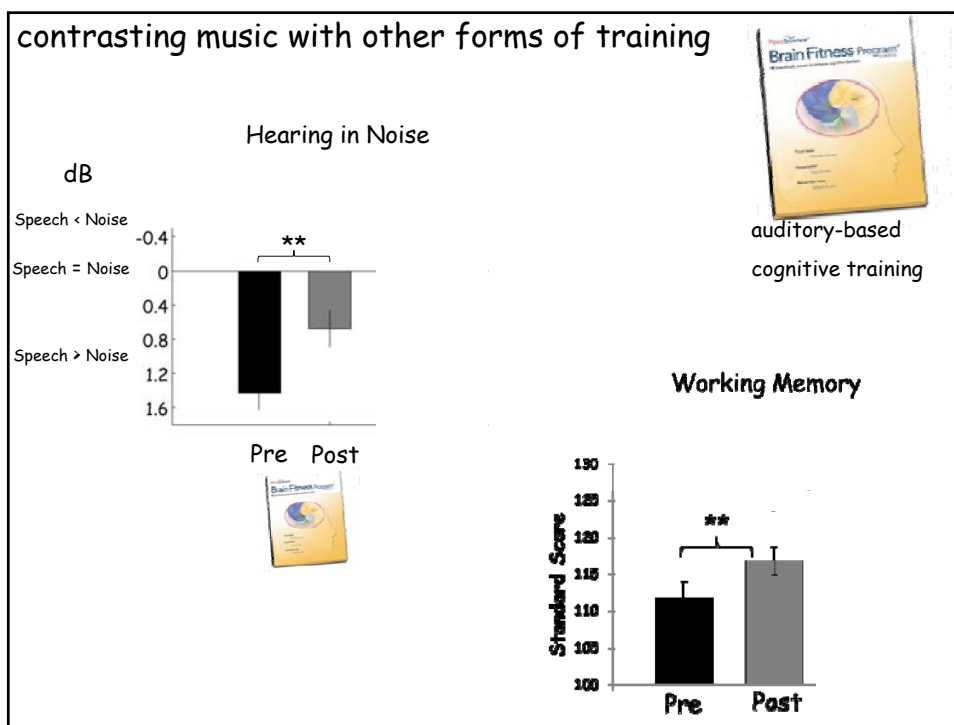 contrasting music with other forms of training
Brain Fitness Program
auditory-based
cognitive training
Hearing in Noise
dB
Speech < Noise
Speech = Noise
Speech > Noise
-0.4
0
0.4
0.8
1.2
1.6
**
Pre Post
Brain Fitness Program
Working Memory
Standard Score
130
125
120
115
110
105
100
**
Pre Post